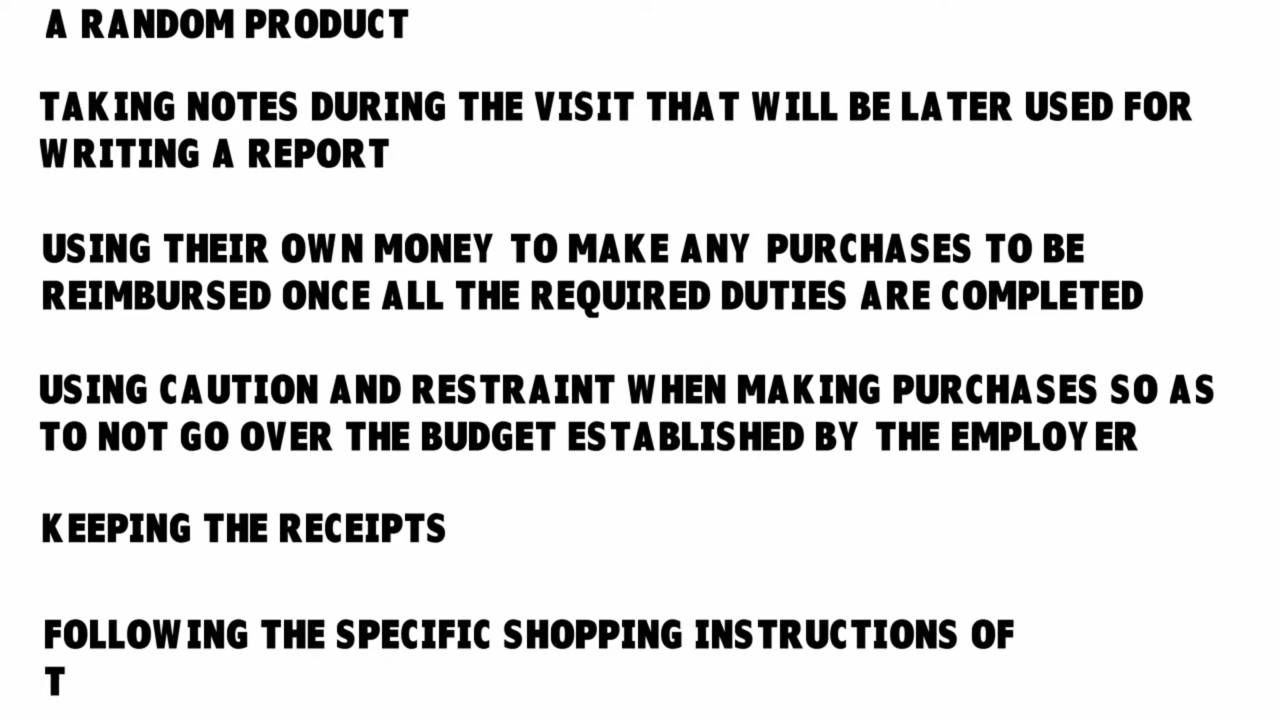 A RANDOM PRODUCT
TAKING NOTES DURING THE VISIT THAT WILL BE LATER USED FOR
WRITING A REPORT
USING THEIR OWN MONEY TO MAKE ANY PURCHASES TO BE
REIMBURSED ONCE ALL THE REQUIRED DUTIES ARE COMPLETED
USING CAUTION AND RESTRAINT WHEN MAKING PURCHASES SO AS
TO NOT GO OVER THE BUDGET ESTABLISHED BY THE EMPLOYER
KEEPING THE RECEIPTS
FOLLOWING THE SPECIFIC SHOPPING INSTRUCTIONS OF
T